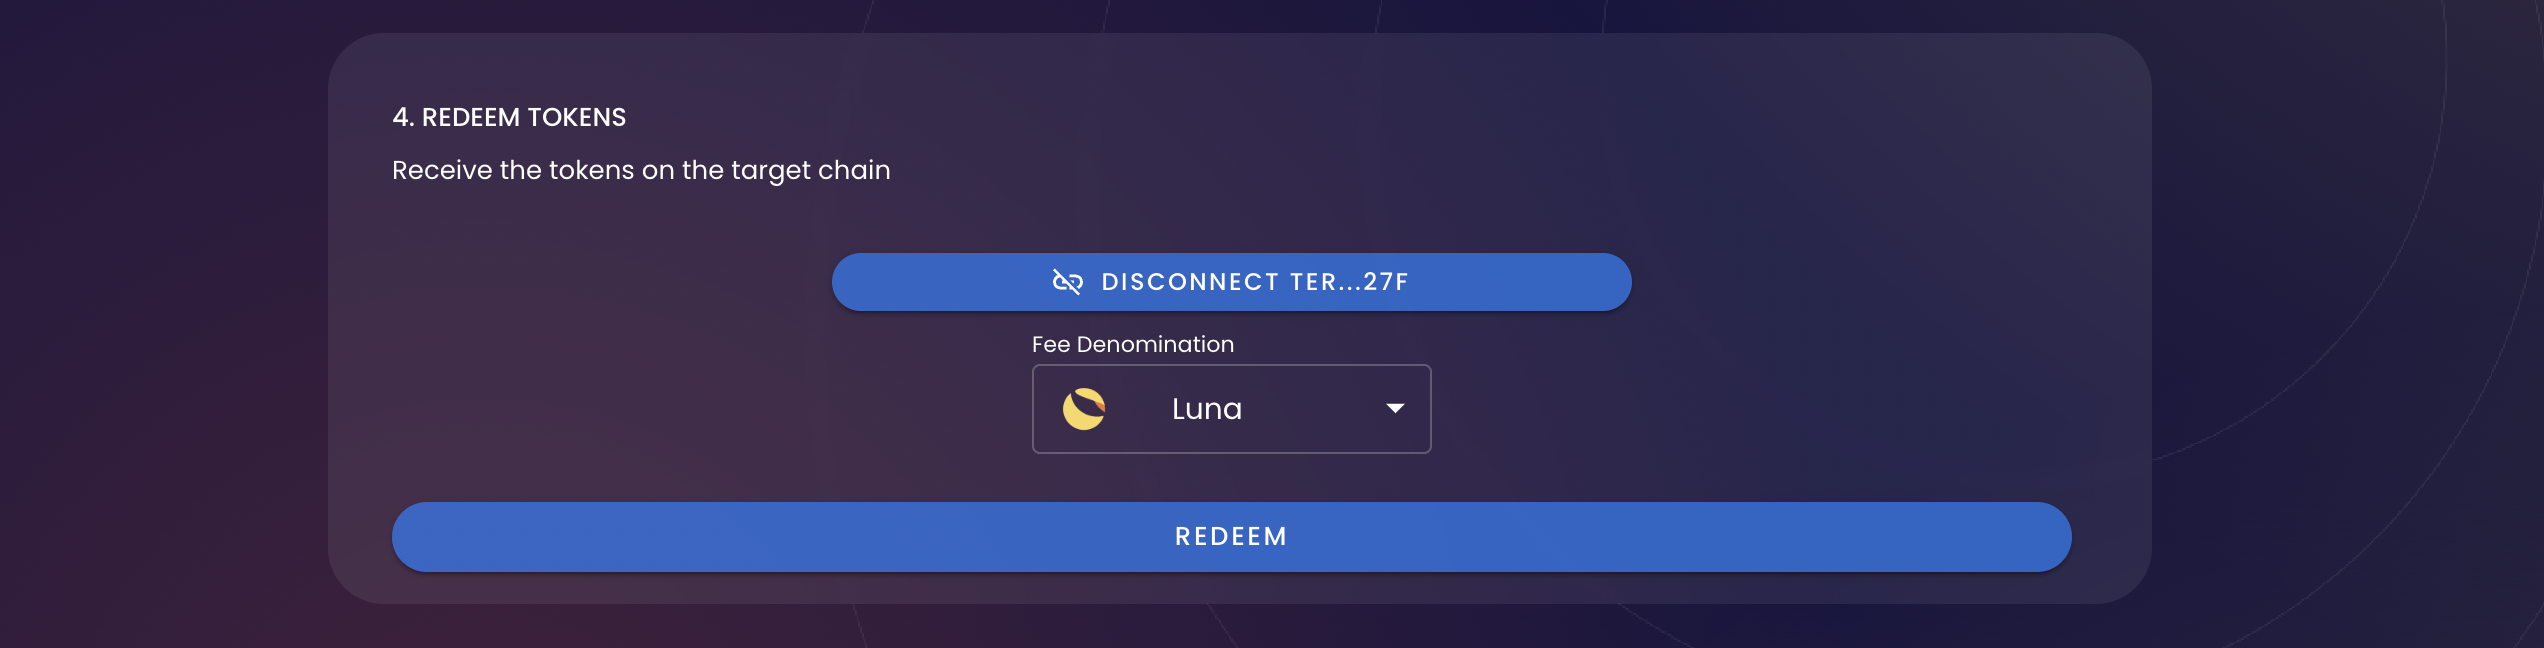 4. REDEEM TOKENS
Receive the tokens on the target chain
DISCONNECT TER...27F
Fee Denomination
Luna
REDEEM